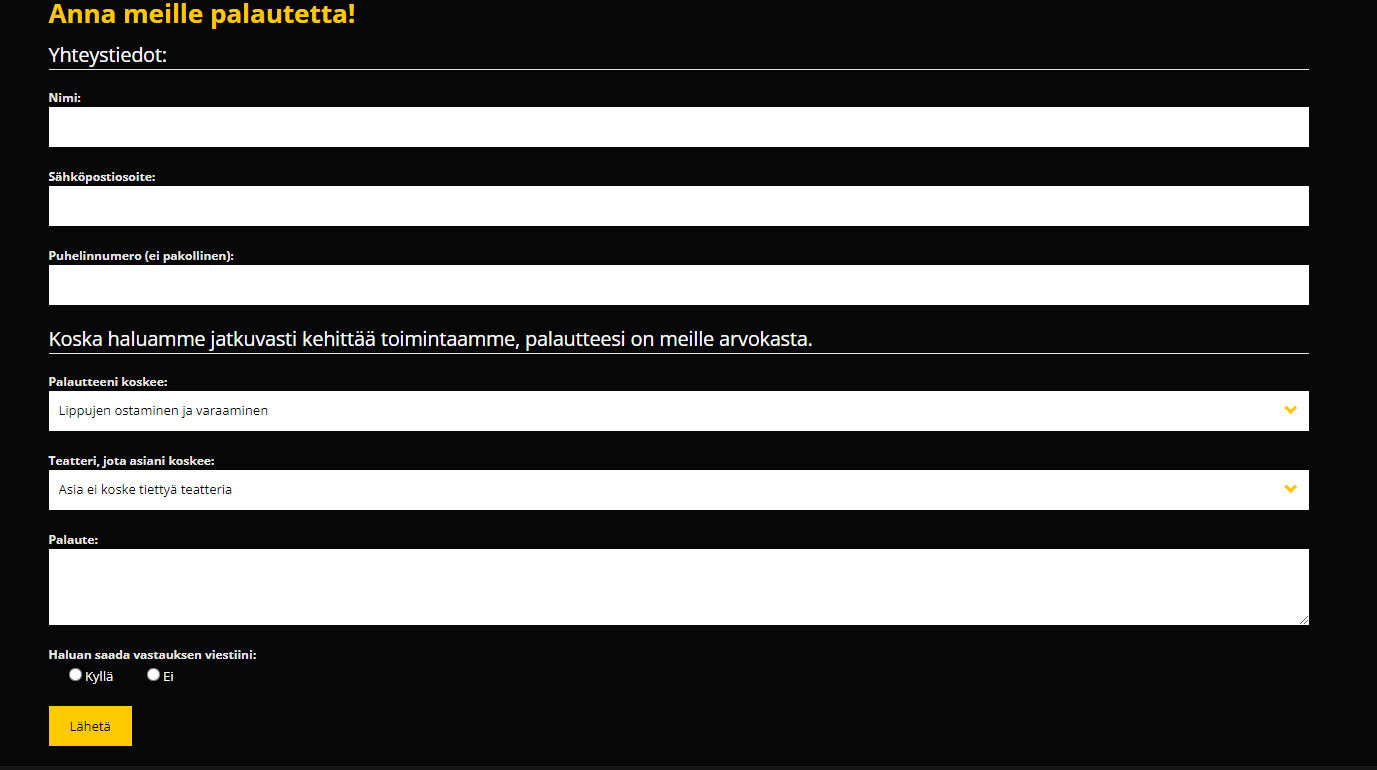 Anna meille palautetta!
Yhteystiedot:
Nimi:
Sähköpostiosoite:
Puhelinnumero (ei pakollinen):
Koska haluamme jatkuvasti kehittää toimintaamme, palautteesi on meille arvokasta.
Palautteeni koskee:
Lippujen ostaminen ja varaaminen
Teatteri, jota asiani koskee:
Asia ei koske tiettyä teatteria
Palaute:
Haluan saada vastauksen viestiini:
Kyllä Ei
Lähetä